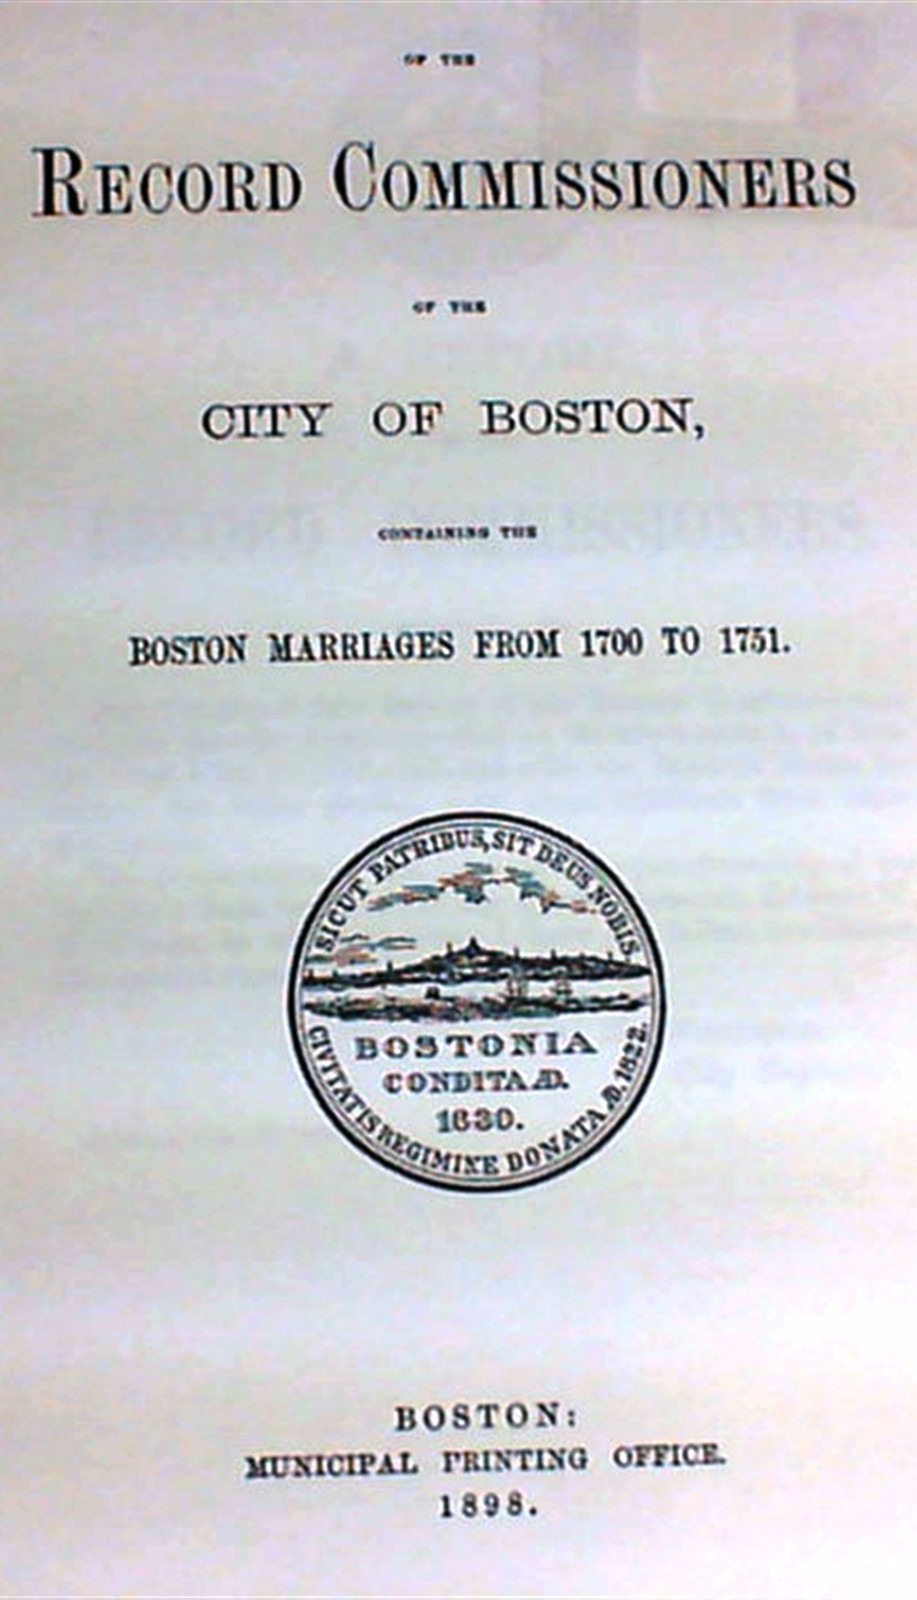 OF THE
RECORD COMMISSIONERS
OF THE
CITY OF BOSTON,
CONTAINING THE
BOSTON MARRIAGES FROM 1700 TO 1751.
SICUT PATRIBUS, SIT DEUS NOBIS.
BOSTONIA
CONDITA AD.
1630.
CIVITATIS REGIMINE DONATA AD. 1822.
BOSTON:
MUNICIPAL PRINTING OFFICE.
1898.